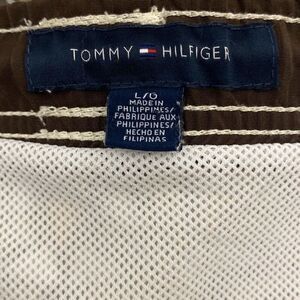 TOMMY HILFIGER
L/G
MADE IN
PHILIPPINES/
FABRIQUE AUX
PHILIPPINES/
HECHO EN
FILIPINAS